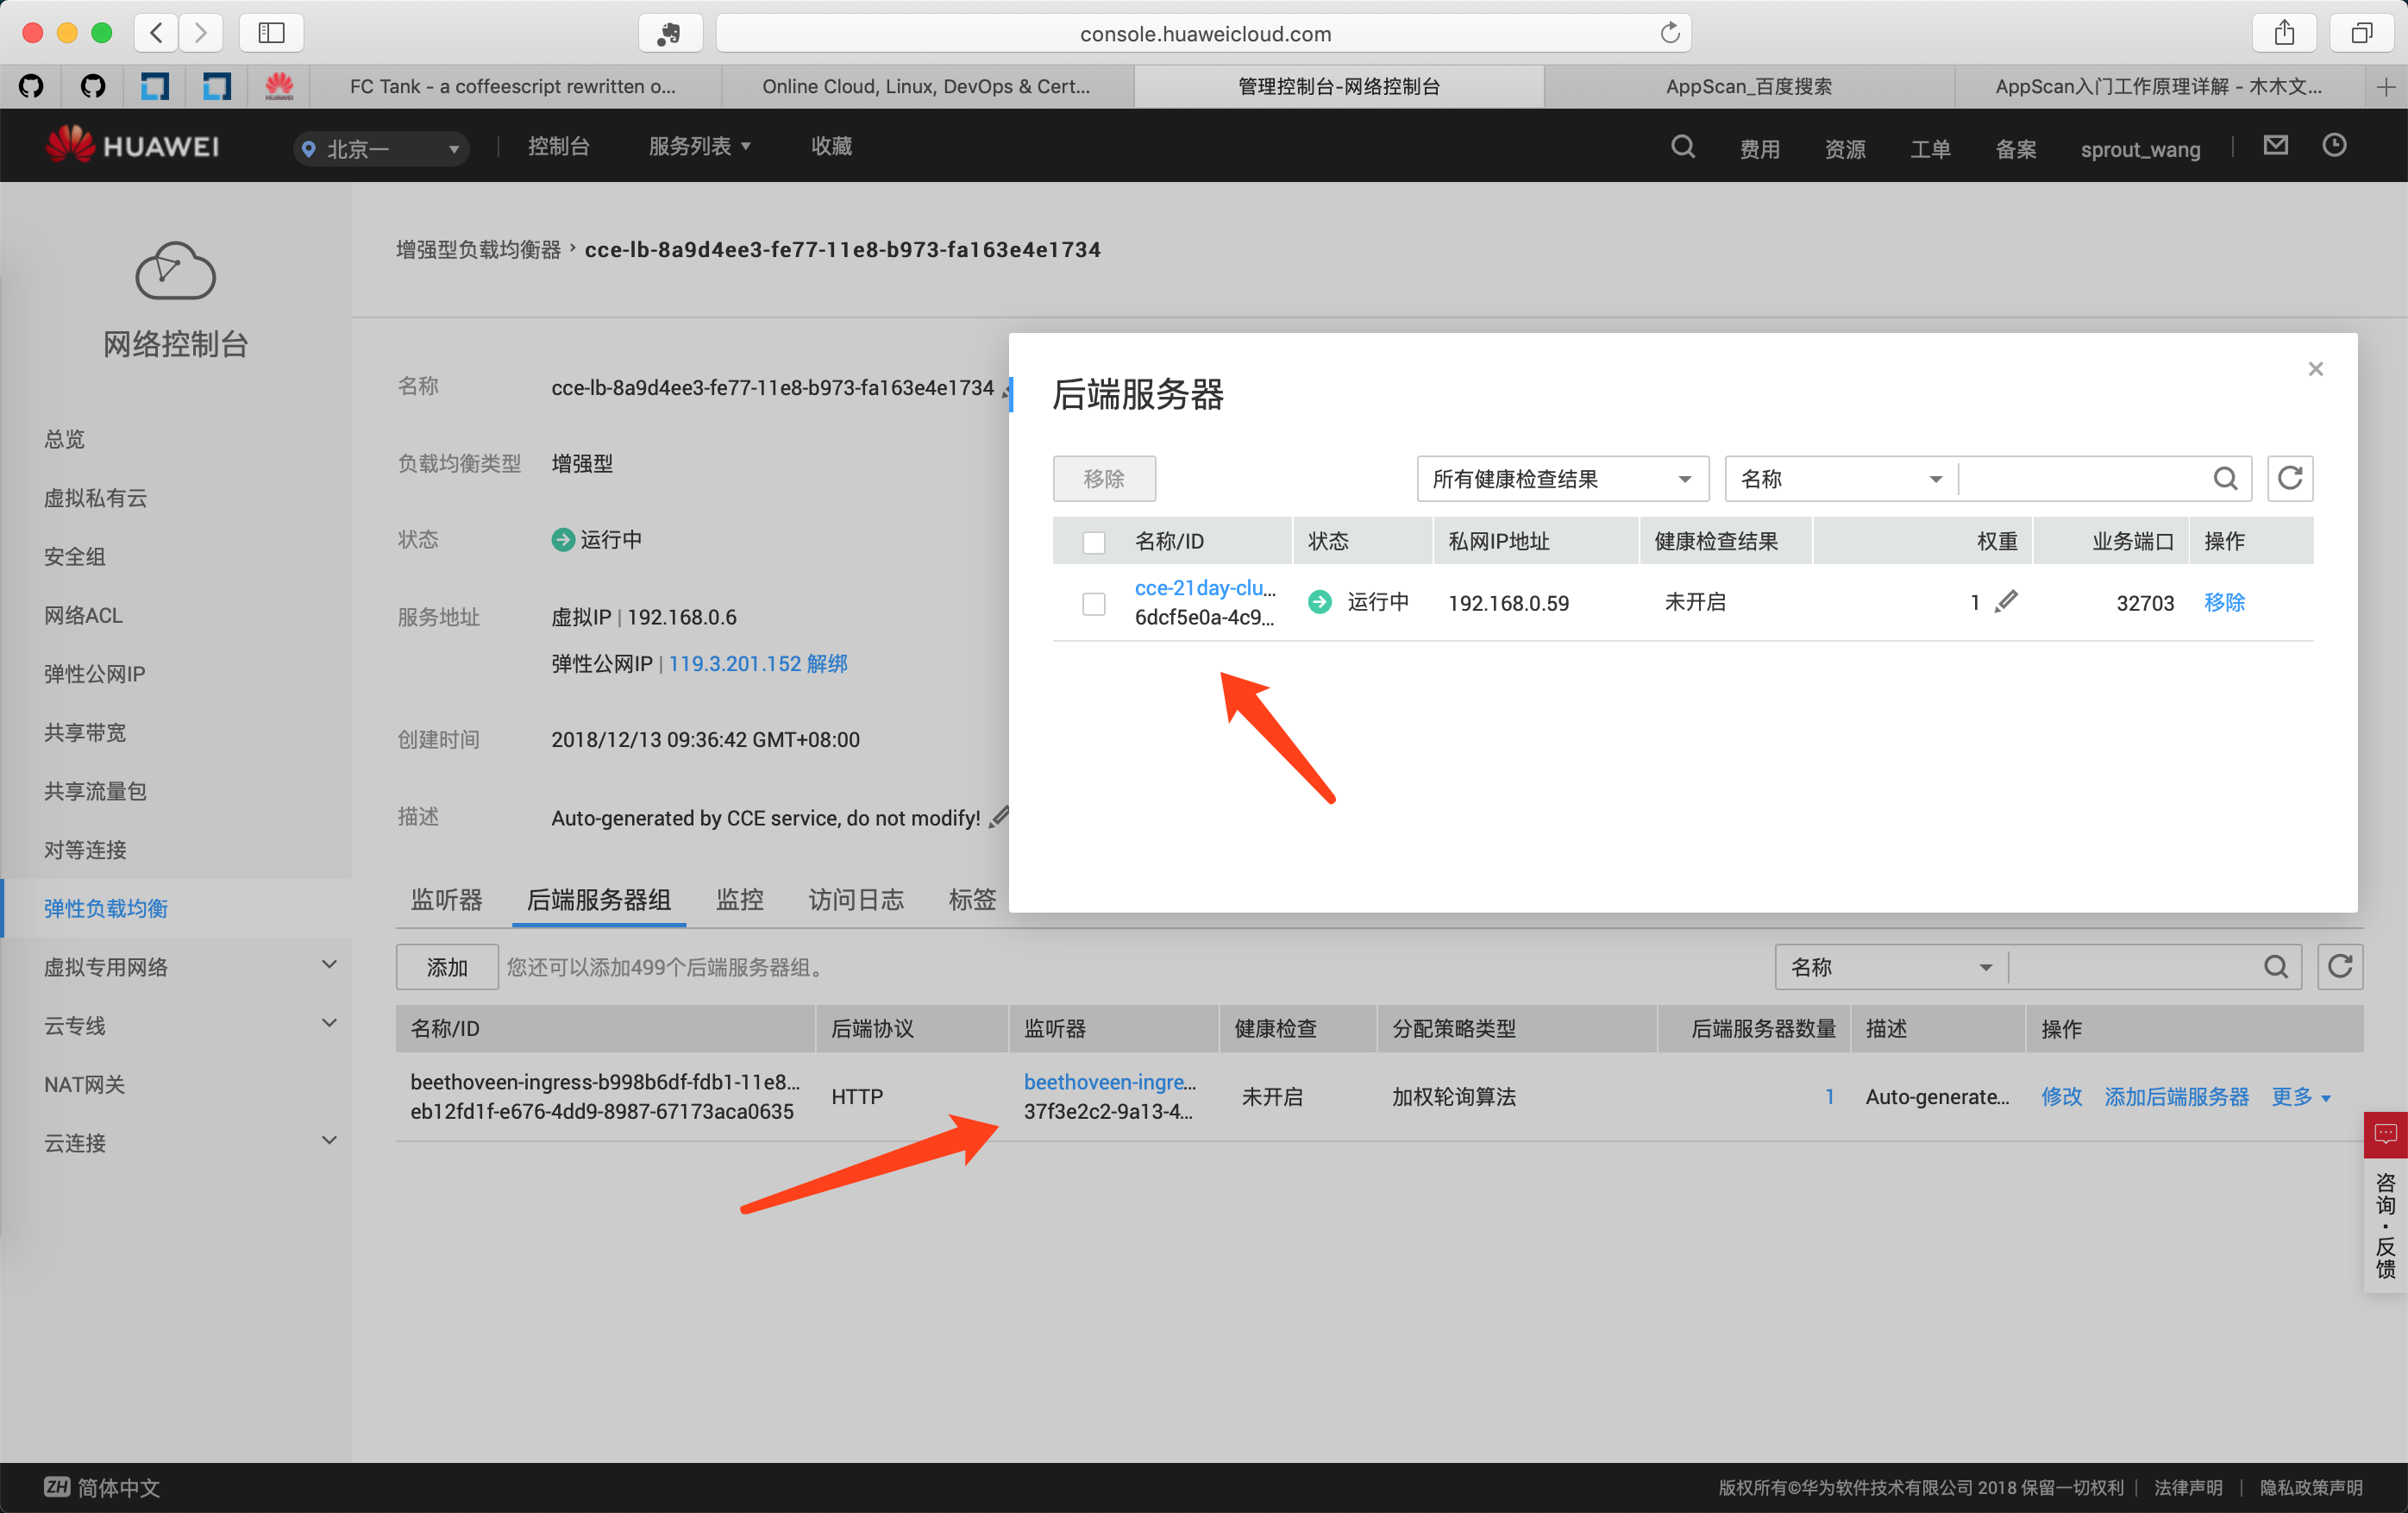 console.huaweicloud.com
FC Tank - a coffeescript rewritten o...
Online Cloud, Linux, DevOps & Cert...
管理控制台-网络控制台
AppScan_百度搜索
AppScan入门工作原理详解 - 木木文...
HUAWEI
北京一
控制台
服务列表
收藏
费用
资源
工单
备案
sprout_wang
网络控制台
总览
虚拟私有云
安全组
网络ACL
弹性公网IP
共享带宽
共享流量包
对等连接
弹性负载均衡
虚拟专用网络
云专线
NAT网关
云连接
增强型负载均衡器 › cce-lb-8a9d4ee3-fe77-11e8-b973-fa163e4e1734
名称 cce-lb-8a9d4ee3-fe77-11e8-b973-fa163e4e1734
负载均衡类型 增强型
状态 运行中
服务地址 虚拟IP | 192.168.0.6
弹性公网IP | 119.3.201.152 解绑
创建时间 2018/12/13 09:36:42 GMT+08:00
描述 Auto-generated by CCE service, do not modify!
后端服务器
×
移除
所有健康检查结果
名称
名称/ID 状态 私网IP地址 健康检查结果 权重 业务端口 操作
cce-21day-clu... 运行中 192.168.0.59 未开启 1 32703 移除
6dcf5e0a-4c9...
监听器 后端服务器组 监控 访问日志 标签
添加 您还可以添加499个后端服务器组。
名称
名称/ID 后端协议 监听器 健康检查 分配策略类型 后端服务器数量 描述 操作
beethoveen-ingress-b998b6df-fdb1-11e8... HTTP beethoveen-ingre... 未开启 加权轮询算法 1 Auto-generate... 修改 添加后端服务器 更多
eb12fd1f-e676-4dd9-8987-67173aca0635 37f3e2c2-9a13-4...
咨询·反馈
ZH 简体中文
版权所有©华为软件技术有限公司 2018 保留一切权利 | 法律声明 | 隐私政策声明